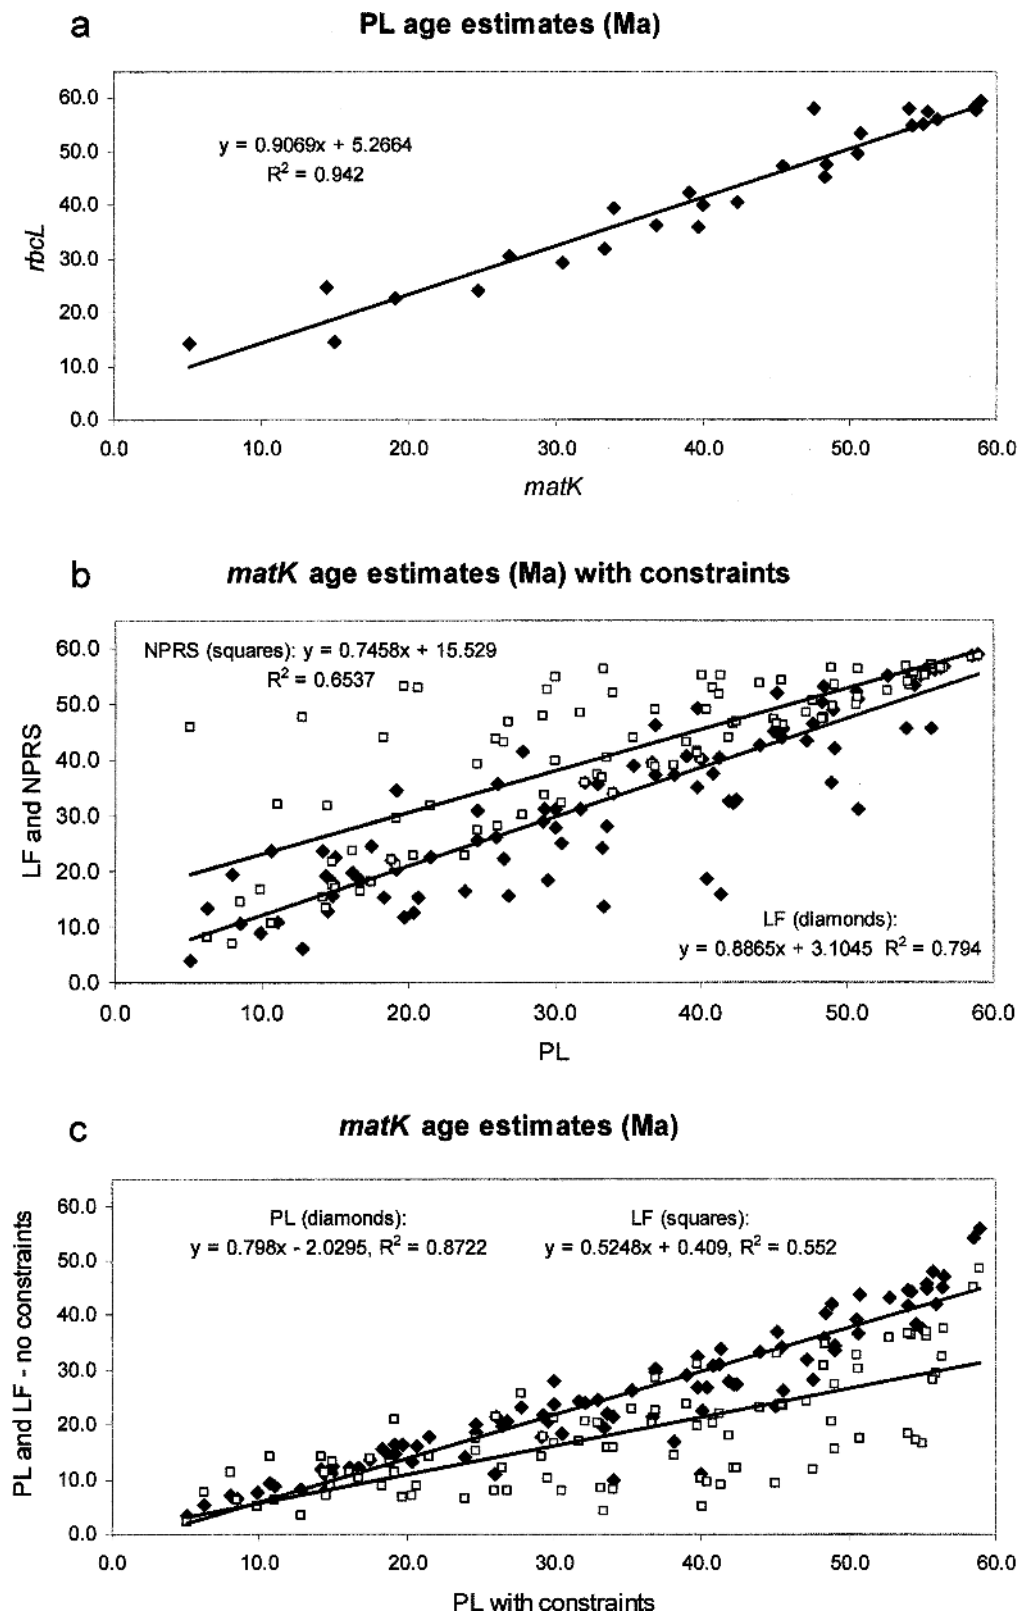 a
PL age estimates (Ma)
60.0
50.0
40.0
30.0
20.0
10.0
0.0
rbcL
y = 0.9069x + 5.2664
R² = 0.942
0.0 10.0 20.0 30.0 40.0 50.0 60.0
matK
b
matK age estimates (Ma) with constraints
60.0
50.0
40.0
30.0
20.0
10.0
0.0
LF and NPRS
NPRS (squares): y = 0.7458x + 15.529
R² = 0.6537
LF (diamonds):
y = 0.8865x + 3.1045 R² = 0.794
0.0 10.0 20.0 30.0 40.0 50.0 60.0
PL
c
matK age estimates (Ma)
60.0
50.0
40.0
30.0
20.0
10.0
0.0
PL and LF - no constraints
PL (diamonds):
y = 0.798x - 2.0295, R² = 0.8722
LF (squares):
y = 0.5248x + 0.409, R² = 0.552
0.0 10.0 20.0 30.0 40.0 50.0 60.0
PL with constraints